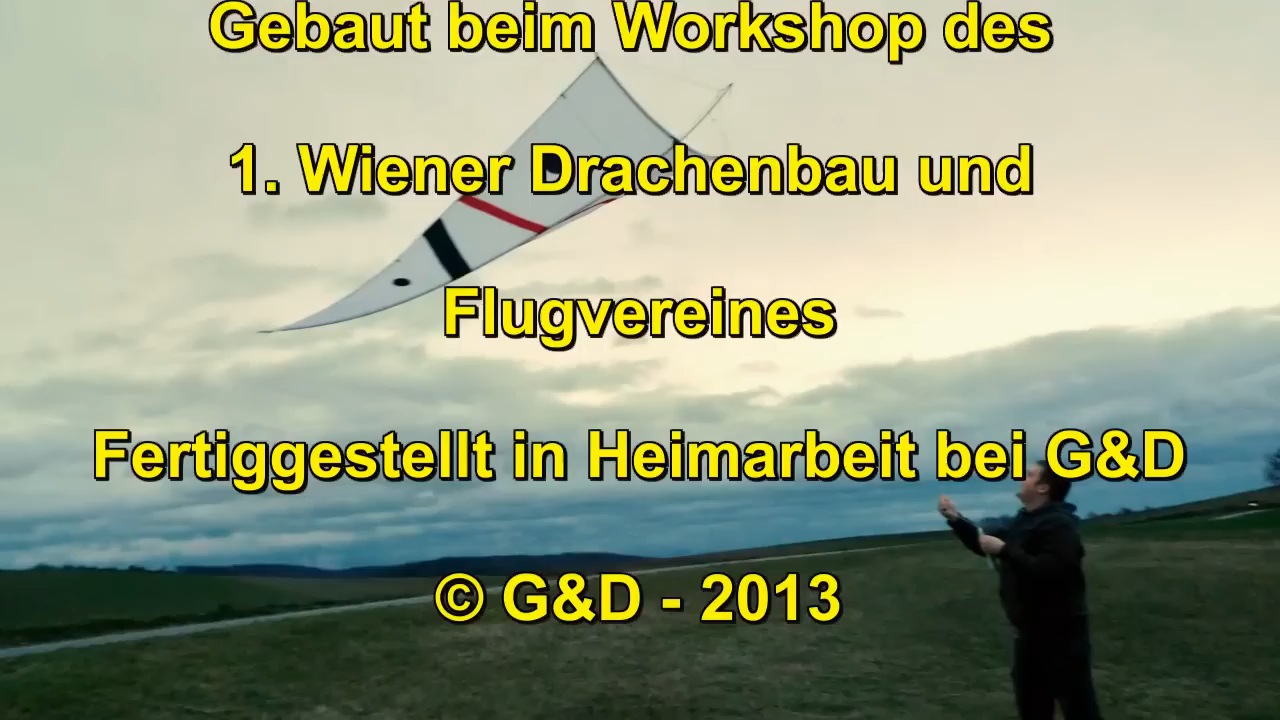 Gebaut beim Workshop des
1. Wiener Drachenbau und
Flugvereines
Fertiggestellt in Heimarbeit bei G&D
© G&D - 2013